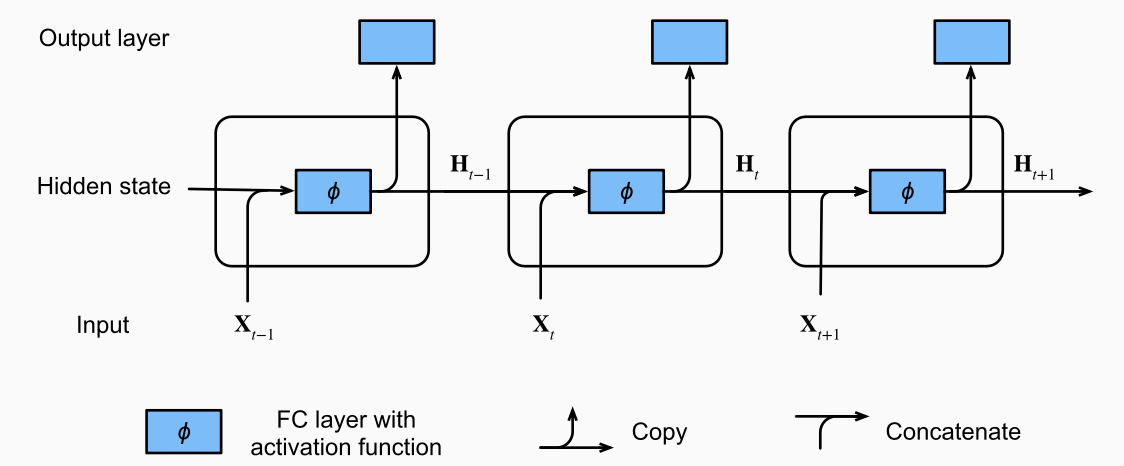 Output layer
Hidden state
ϕ
H_{t−1}
ϕ
H_t
ϕ
H_{t+1}
Input
X_{t−1}
X_t
X_{t+1}
ϕ
FC layer with
activation function
Copy
Concatenate